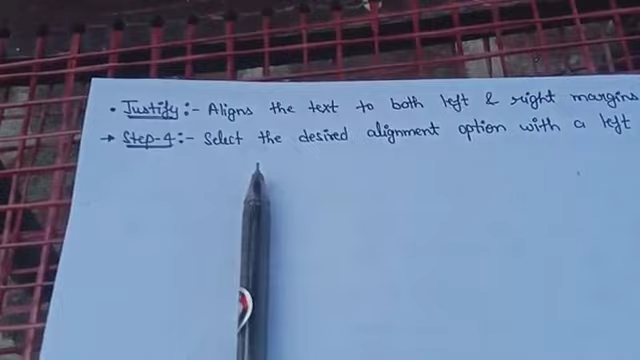 • Justify :- Aligns the text to both left & right margins
→ Step-4 :- Select the desired alignment option with a left